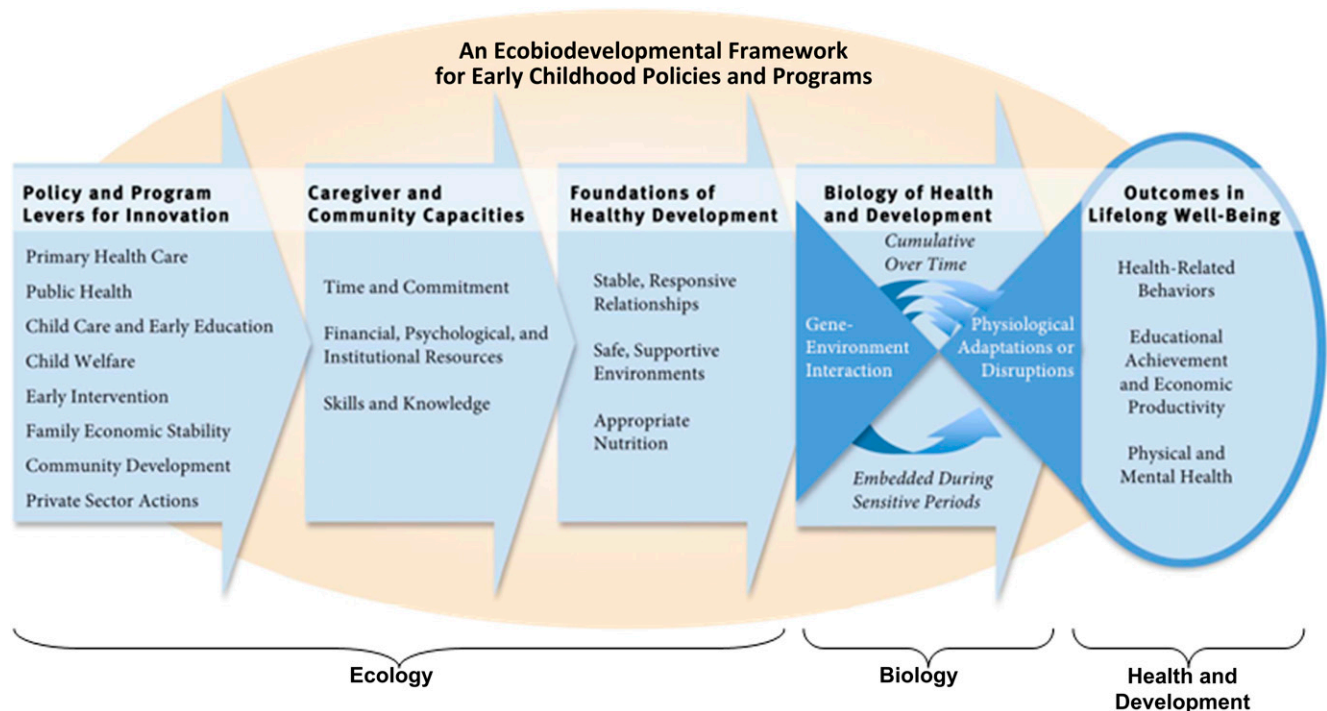 An Ecobiodevelopmental Framework
for Early Childhood Policies and Programs
Policy and Program
Levers for Innovation
Primary Health Care
Public Health
Child Care and Early Education
Child Welfare
Early Intervention
Family Economic Stability
Community Development
Private Sector Actions
Caregiver and
Community Capacities
Time and Commitment
Financial, Psychological, and
Institutional Resources
Skills and Knowledge
Foundations of
Healthy Development
Stable, Responsive
Relationships
Safe, Supportive
Environments
Appropriate
Nutrition
Biology of Health
and Development
Cumulative
Over Time
Gene-
Environment
Interaction
Physiological
Adaptations or
Disruptions
Embedded During
Sensitive Periods
Outcomes in
Lifelong Well-Being
Health-Related
Behaviors
Educational
Achievement
and Economic
Productivity
Physical and
Mental Health
Ecology
Biology
Health and
Development